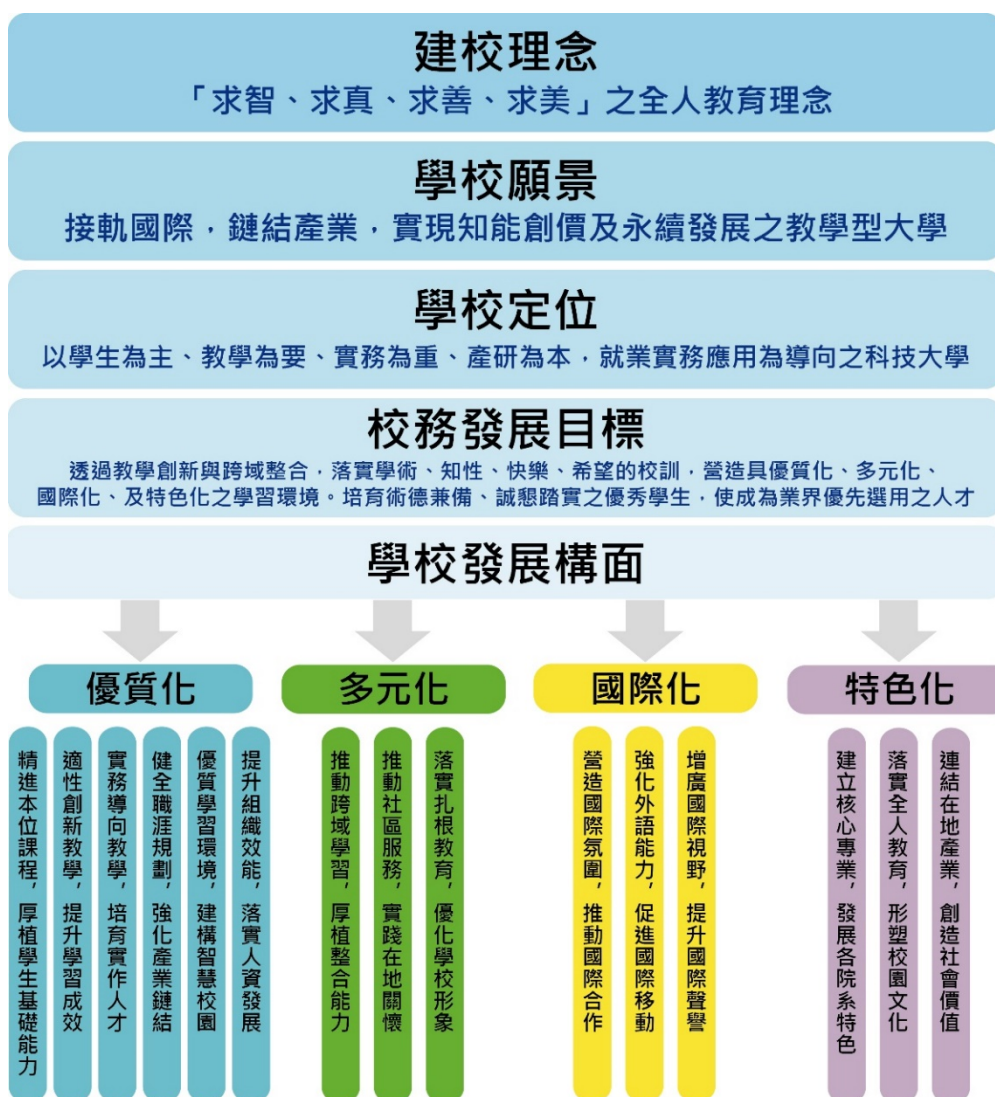 建校理念
「求智、求真、求善、求美」之全人教育理念
學校願景
接軌國際，鏈結產業，實現知能創價及永續發展之教學型大學
學校定位
以學生為主、教學為要、實務為重、產研為本，就業實務應用為導向之科技大學
校務發展目標
透過教學創新與跨域整合，落實學術、知性、快樂、希望的校訓，營造具優質化、多元化、
國際化、及特色化之學習環境。培育術德兼備、誠懇踏實之優秀學生，使成為業界優先選用之人才
學校發展構面
優質化
精進本位課程，厚植學生基礎能力
適性創新教學，提升學習成效
實務導向教學，培育實作人才
健全職涯規劃，強化產業鏈結
優質學習環境，建構智慧校園
提升組織效能，落實人資發展
多元化
推動跨域學習，厚植整合能力
推動社區服務，實踐在地關懷
落實扎根教育，優化學校形象
國際化
營造國際氛圍，推動國際合作
強化外語能力，促進國際移動
增廣國際視野，提升國際聲譽
特色化
建立核心專業，發展各院系特色
落實全人教育，形塑校園文化
連結在地產業，創造社會價值